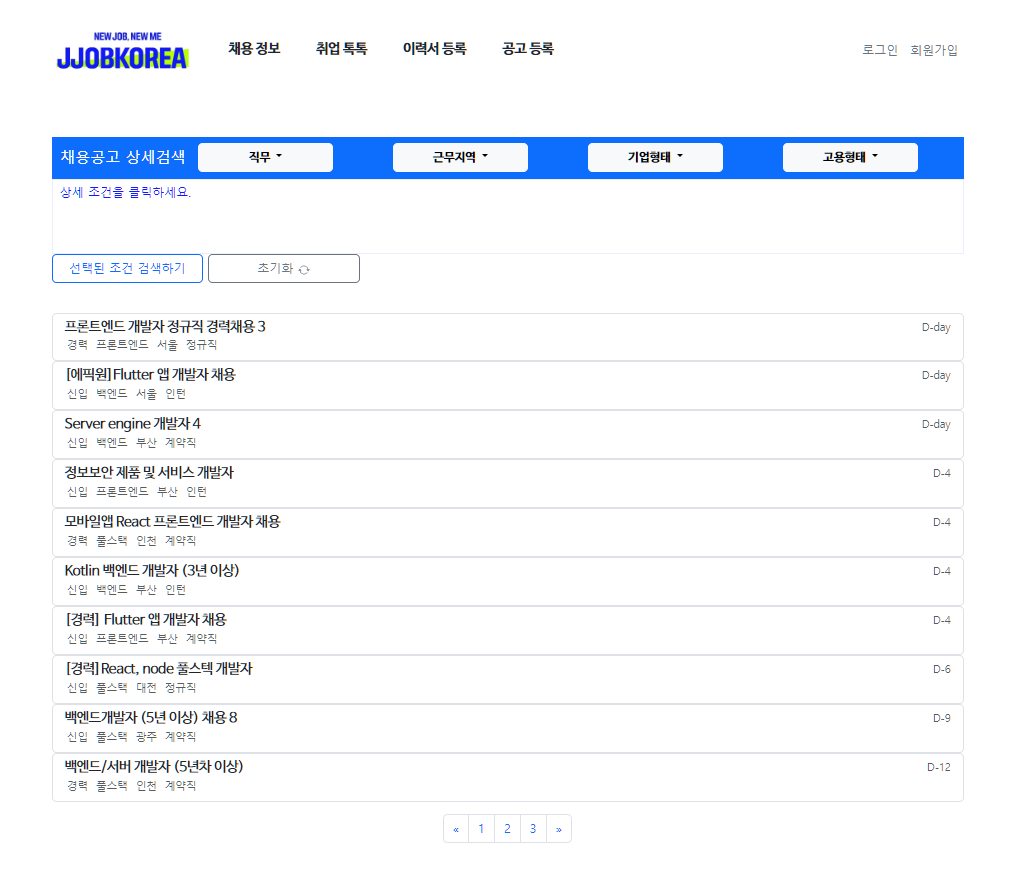 NEW JOB, NEW ME
JJOBKOREA
채용 정보 취업 톡톡 이력서 등록 공고 등록
로그인 회원가입
채용공고 상세검색 직무 근무지역 기업형태 고용형태
상세 조건을 클릭하세요.
선택된 조건 검색하기 초기화
프론트엔드 개발자 정규직 경력채용 3 D-day
경력 프론트엔드 서울 정규직
[에픽원]Flutter 앱 개발자 채용 D-day
신입 백엔드 서울 인턴
Server engine 개발자 4 D-day
신입 백엔드 부산 계약직
정보보안 제품 및 서비스 개발자 D-4
신입 프론트엔드 부산 인턴
모바일앱 React 프론트엔드 개발자 채용 D-4
경력 풀스택 인천 계약직
Kotlin 백엔드 개발자 (3년 이상) D-4
신입 백엔드 부산 인턴
[경력] Flutter 앱 개발자 채용 D-4
신입 프론트엔드 부산 계약직
[경력]React, node 풀스텍 개발자 D-6
신입 풀스택 대전 정규직
백엔드개발자 (5년 이상) 채용 8 D-9
신입 풀스택 광주 계약직
백엔드/서버 개발자 (5년차 이상) D-12
경력 풀스택 인천 계약직
« 1 2 3 »